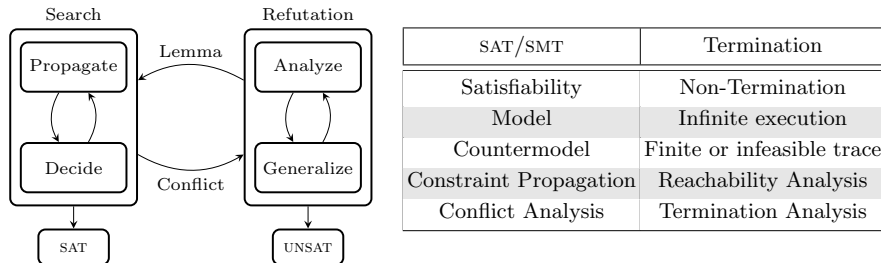 Search
Refutation
Propagate
Decide
Lemma
Conflict
Analyze
Generalize
SAT
UNSAT
SAT/SMT Termination
Satisfiability Non-Termination
Model Infinite execution
Countermodel Finite or infeasible trace
Constraint Propagation Reachability Analysis
Conflict Analysis Termination Analysis